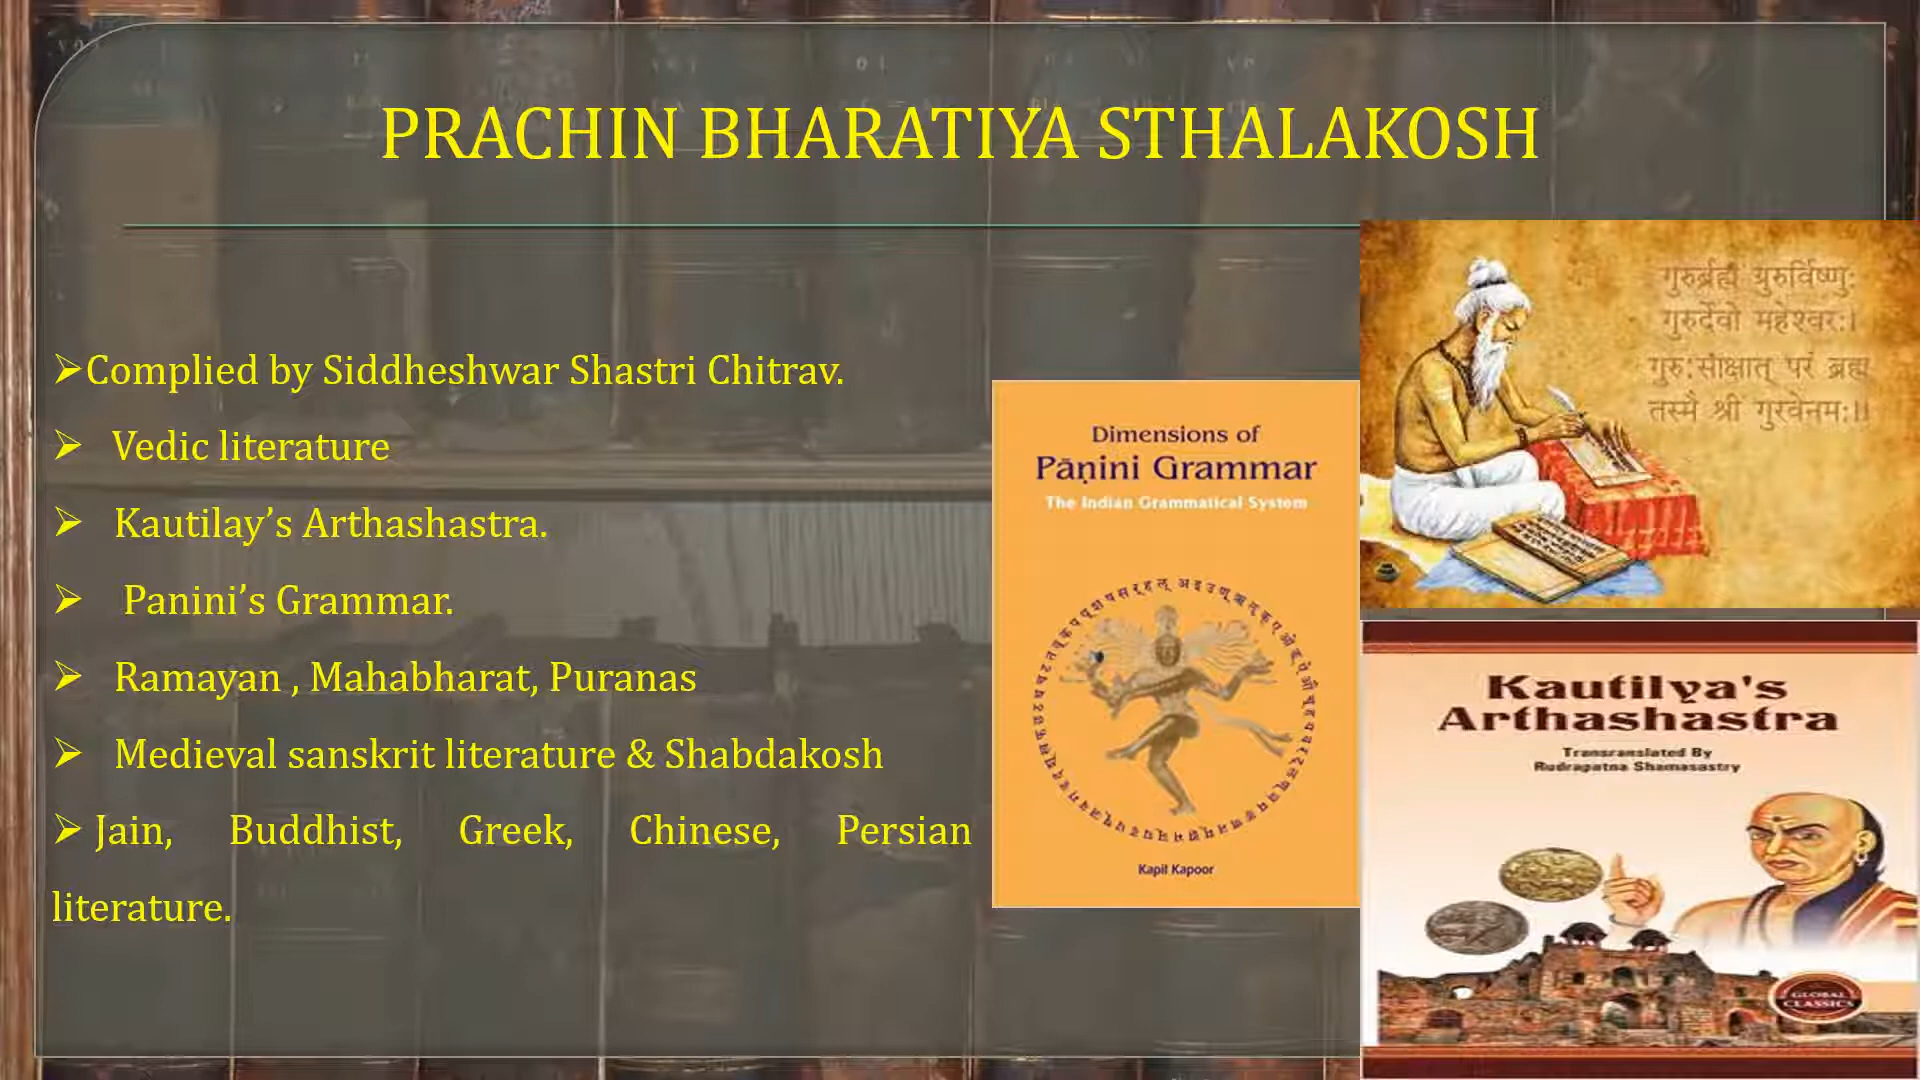 PRACHIN BHARATIYA STHALAKOSH
➢Complied by Siddheshwar Shastri Chitrav.
➢ Vedic literature
➢ Kautilay’s Arthashastra.
➢ Panini’s Grammar.
➢ Ramayan , Mahabharat, Puranas
➢ Medieval sanskrit literature & Shabdakosh
➢ Jain, Buddhist, Greek, Chinese, Persian
literature.
Dimensions of
Pāṇini Grammar
The Indian Grammatical System
Kapil Kapoor
गुरुर्ब्रह्मा गुरुर्विष्णु:
गुरुर्देवो महेश्वर:।
गुरु:साक्षात् परं ब्रह्म
तस्मै श्री गुरवेनम:।।
Kautilya's
Arthashastra
Transranslated By
Rudrapatna Shamasastry
GLOBAL
CLASSICS